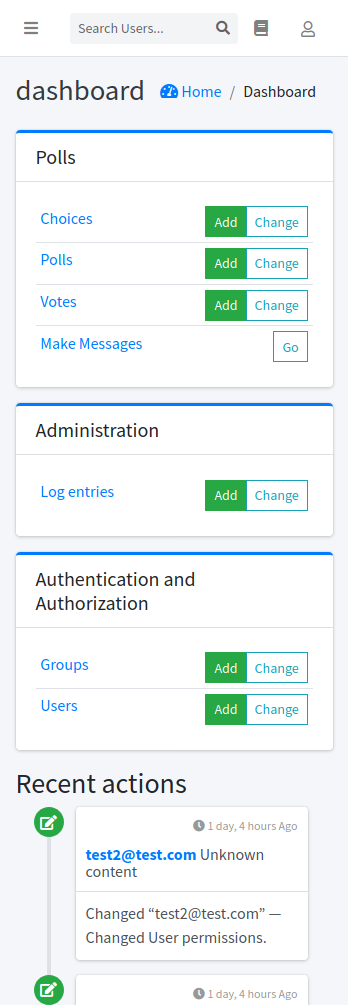 Search Users...
dashboard Home / Dashboard
Polls
Choices Add Change
Polls Add Change
Votes Add Change
Make Messages Go
Administration
Log entries Add Change
Authentication and
Authorization
Groups Add Change
Users Add Change
Recent actions
1 day, 4 hours Ago
test2@test.com Unknown
content
Changed “test2@test.com” —
Changed User permissions.
1 day, 4 hours Ago